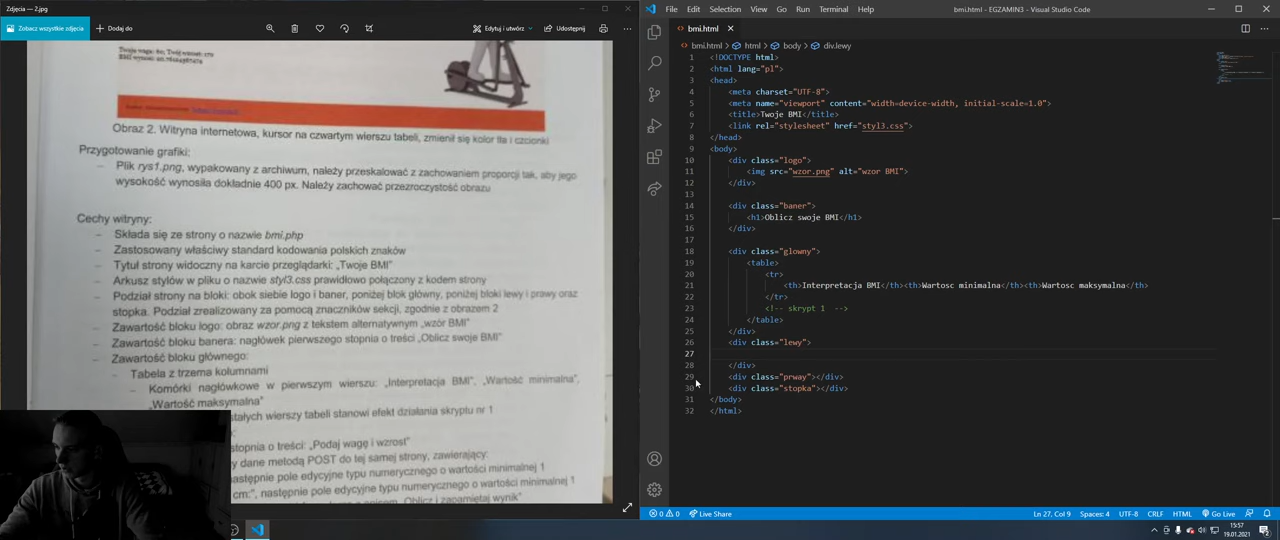 Zdjęcia — 2.jpg
Zobacz wszystkie zdjęcia
Dodaj do
Edytuj i utwórz
Udostępnij
BMI wynosi:
Obraz 2. Witryna internetowa, kursor na czwartym wierszu tabeli, zmienił się kolor tła i czcionki
Przygotowanie grafiki:
– Plik rys1.png, wypakowany z archiwum, należy przeskalować z zachowaniem proporcji tak, aby jego
wysokość wynosiła dokładnie 400 px. Należy zachować przezroczystość obrazu
Cechy witryny:
– Składa się ze strony o nazwie bmi.php
– Zastosowany właściwy standard kodowania polskich znaków
– Tytuł strony widoczny na karcie przeglądarki: „Twoje BMI”
– Arkusz stylów w pliku o nazwie styl3.css prawidłowo połączony z kodem strony
– Podział strony na bloki: obok siebie logo i baner, poniżej blok główny, poniżej bloki lewy i prawy oraz
stopka. Podział zrealizowany za pomocą znaczników sekcji, zgodnie z obrazem 2
– Zawartość bloku logo: obraz wzor.png z tekstem alternatywnym „wzór BMI”
– Zawartość bloku banera: nagłówek pierwszego stopnia o treści „Oblicz swoje BMI”
– Zawartość bloku głównego:
– Tabela z trzema kolumnami
– Komórki nagłówkowe w pierwszym wierszu: „Interpretacja BMI”, „Wartość minimalna”,
„Wartość maksymalna”
stałych wierszy tabeli stanowi efekt działania skryptu nr 1
stopnia o treści: „Podaj wagę i wzrost”
y dane metodą POST do tej samej strony, zawierający:
następnie pole edycyjne typu numerycznego o wartości minimalnej 1
cm:”, następnie pole edycyjne typu numerycznego o wartości minimalnej 1
opisem „Oblicz i zapamiętaj wynik”
File Edit Selection View Go Run Terminal Help
bmi.html - EGZAMIN3 - Visual Studio Code
bmi.html
bmi.html > html > body > div.lewy
1 <!DOCTYPE html>
2 <html lang="pl">
3 <head>
4 <meta charset="UTF-8">
5 <meta name="viewport" content="width=device-width, initial-scale=1.0">
6 <title>Twoje BMI</title>
7 <link rel="stylesheet" href="styl3.css">
8 </head>
9 <body>
10 <div class="logo">
11 <img src="wzor.png" alt="wzor BMI">
12 </div>
13
14 <div class="baner">
15 <h1>Oblicz swoje BMI</h1>
16 </div>
17
18 <div class="glowny">
19 <table>
20 <tr>
21 <th>Interpretacja BMI</th><th>Wartosc minimalna</th><th>Wartosc maksymalna</th>
22 </tr>
23 <!-- skrypt 1 -->
24 </table>
25 </div>
26 <div class="lewy">
27
28 </div>
29 <div class="prway"></div>
30 <div class="stopka"></div>
31 </body>
32 </html>
0 0 Live Share
Ln 27, Col 9 Spaces: 4 UTF-8 CRLF HTML Go Live
15:57
19.01.2021
2